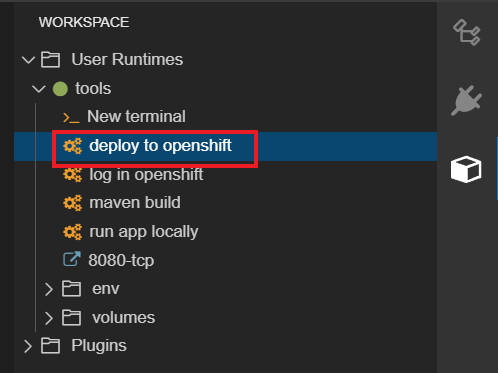 WORKSPACE
User Runtimes
tools
New terminal
deploy to openshift
log in openshift
maven build
run app locally
8080-tcp
env
volumes
Plugins